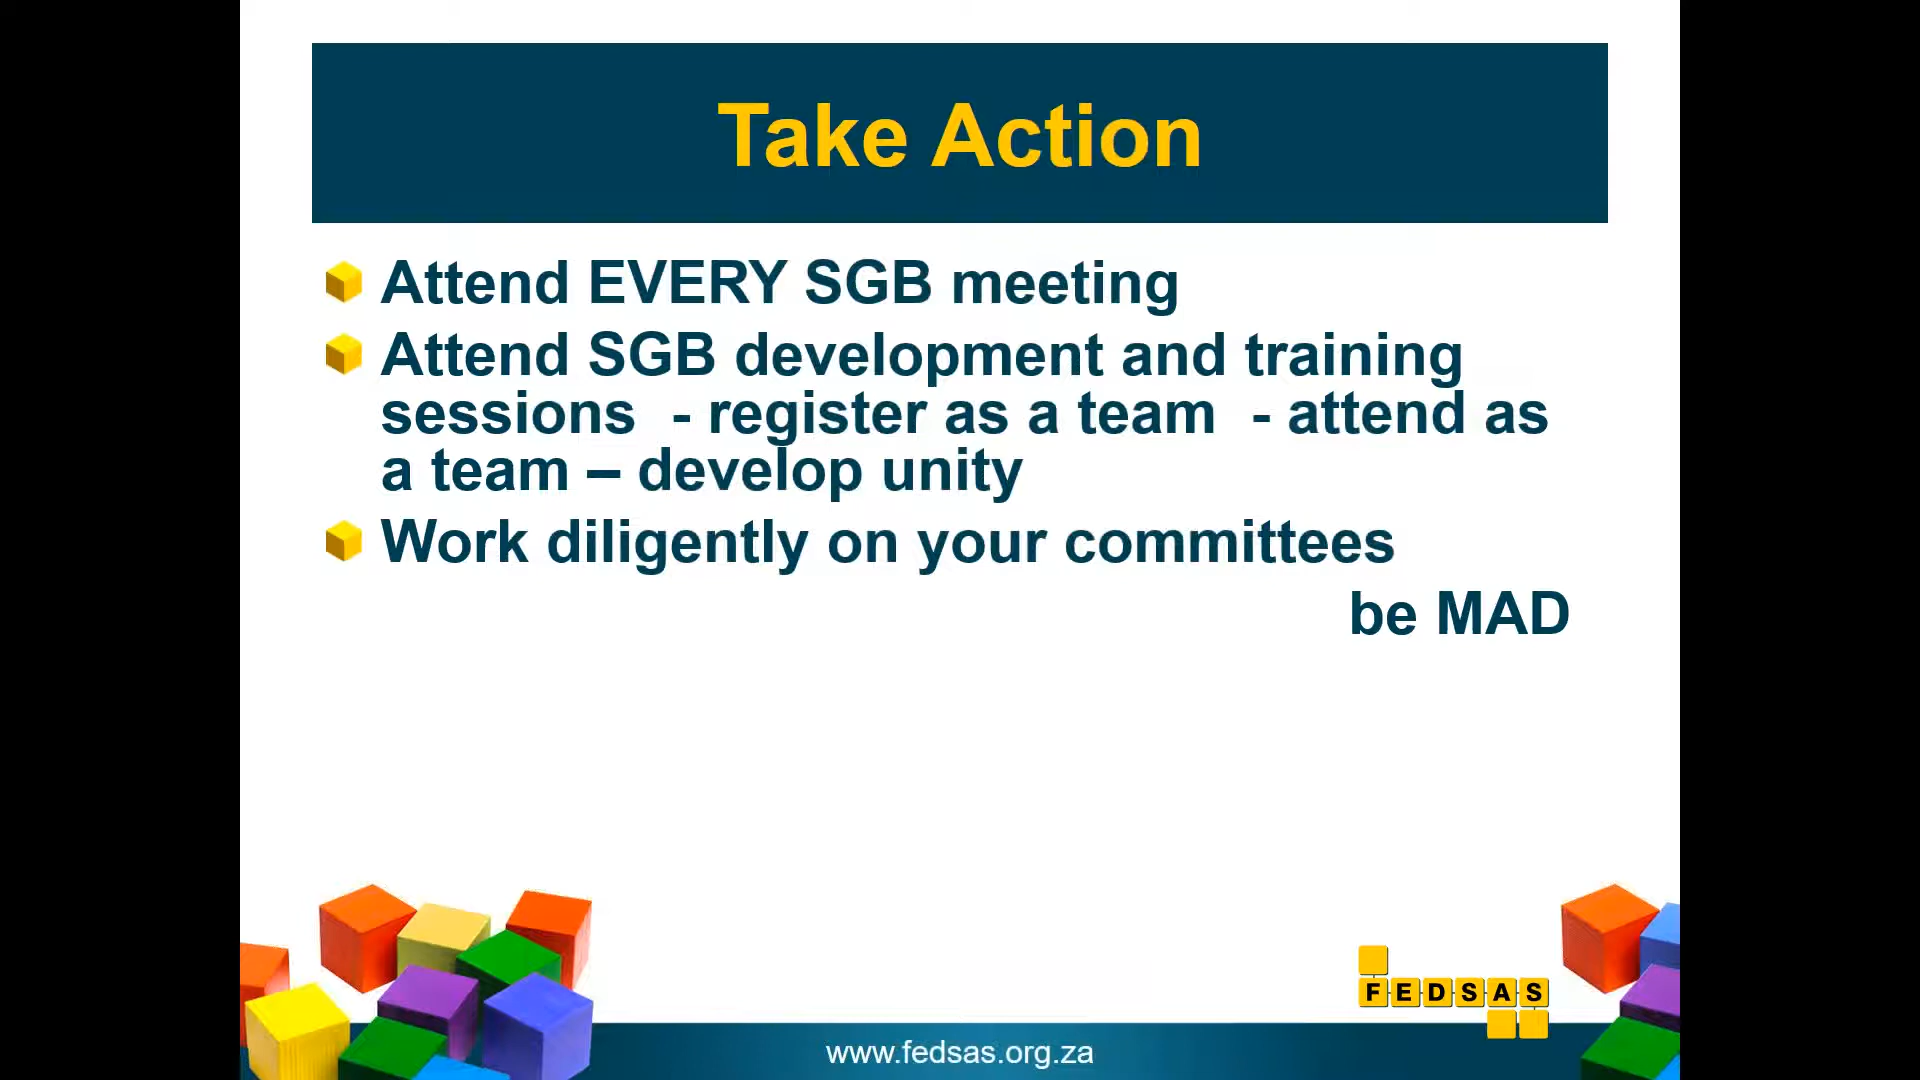 Take Action
Attend EVERY SGB meeting
Attend SGB development and training
sessions  - register as a team  - attend as
a team – develop unity
Work diligently on your committees
be MAD
FEDSAS
www.fedsas.org.za